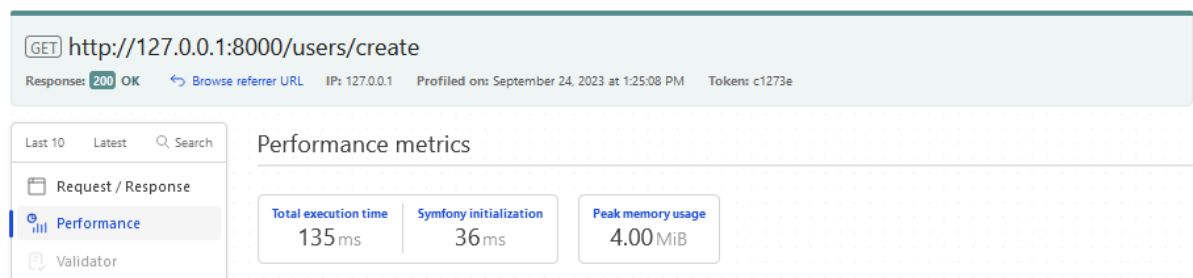 GET http://127.0.0.1:8000/users/create
Response: 200 OK Browse referrer URL IP: 127.0.0.1 Profiled on: September 24, 2023 at 1:25:08 PM Token: c1273e
Last 10 Latest Search
Request / Response
Performance
Validator
Performance metrics
Total execution time Symfony initialization Peak memory usage
135 ms 36 ms 4.00 MiB